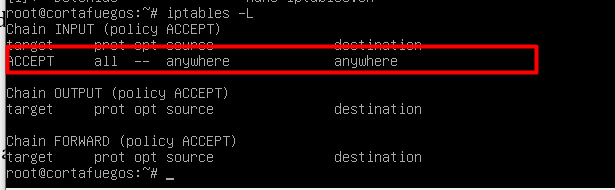 root@cortafuegos:~# iptables -L
Chain INPUT (policy ACCEPT)
target prot opt source destination
ACCEPT all -- anywhere anywhere
Chain OUTPUT (policy ACCEPT)
target prot opt source destination
Chain FORWARD (policy ACCEPT)
target prot opt source destination
root@cortafuegos:~# _